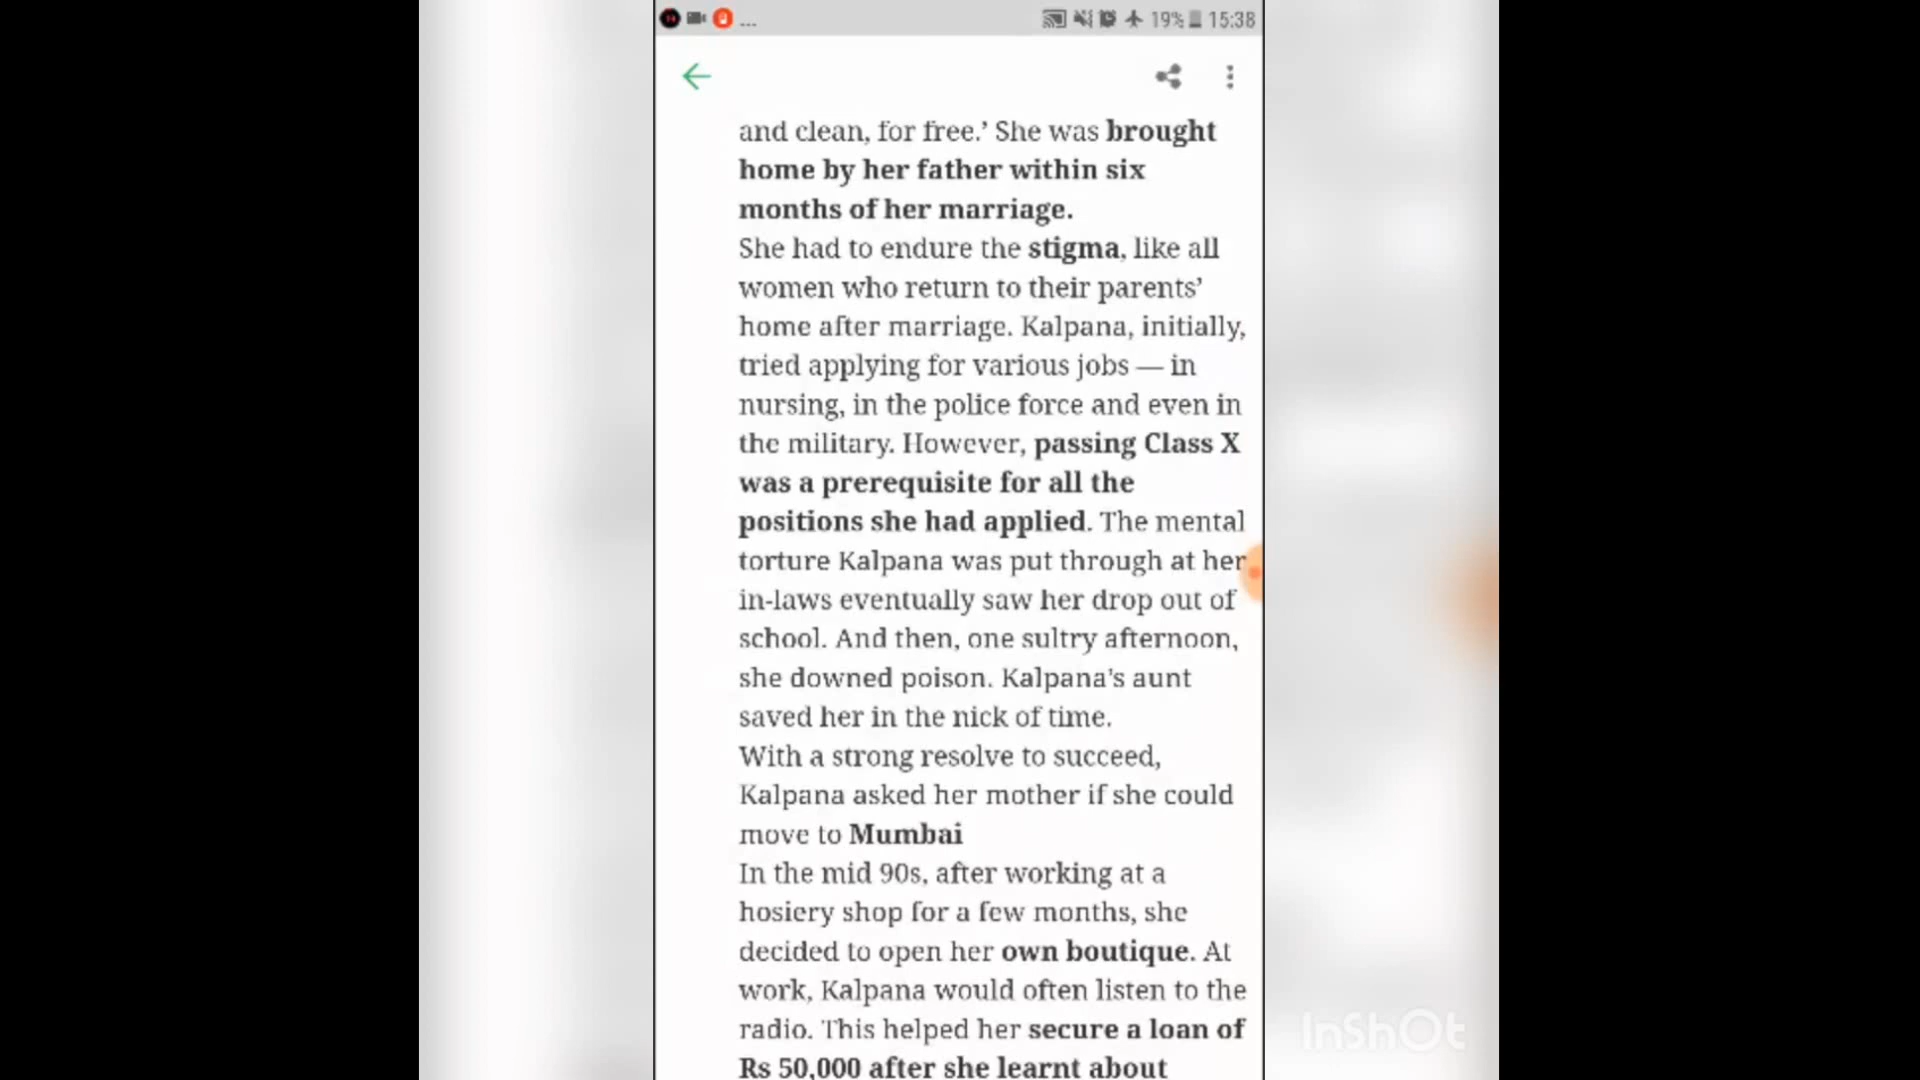 ... 19% 15:38
and clean, for free.’ She was brought
home by her father within six
months of her marriage.
She had to endure the stigma, like all
women who return to their parents’
home after marriage. Kalpana, initially,
tried applying for various jobs — in
nursing, in the police force and even in
the military. However, passing Class X
was a prerequisite for all the
positions she had applied. The mental
torture Kalpana was put through at her
in-laws eventually saw her drop out of
school. And then, one sultry afternoon,
she downed poison. Kalpana’s aunt
saved her in the nick of time.
With a strong resolve to succeed,
Kalpana asked her mother if she could
move to Mumbai
In the mid 90s, after working at a
hosiery shop for a few months, she
decided to open her own boutique. At
work, Kalpana would often listen to the
radio. This helped her secure a loan of
Rs 50,000 after she learnt about
InShOt